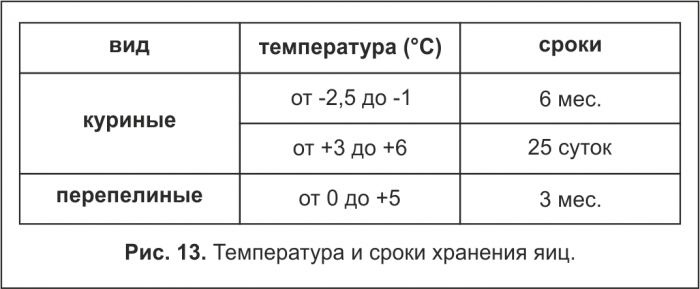 вид температура (°C) сроки
куриные
от -2,5 до -1 6 мес.
от +3 до +6 25 суток
перепелиные от 0 до +5 3 мес.
Рис. 13. Температура и сроки хранения яиц.